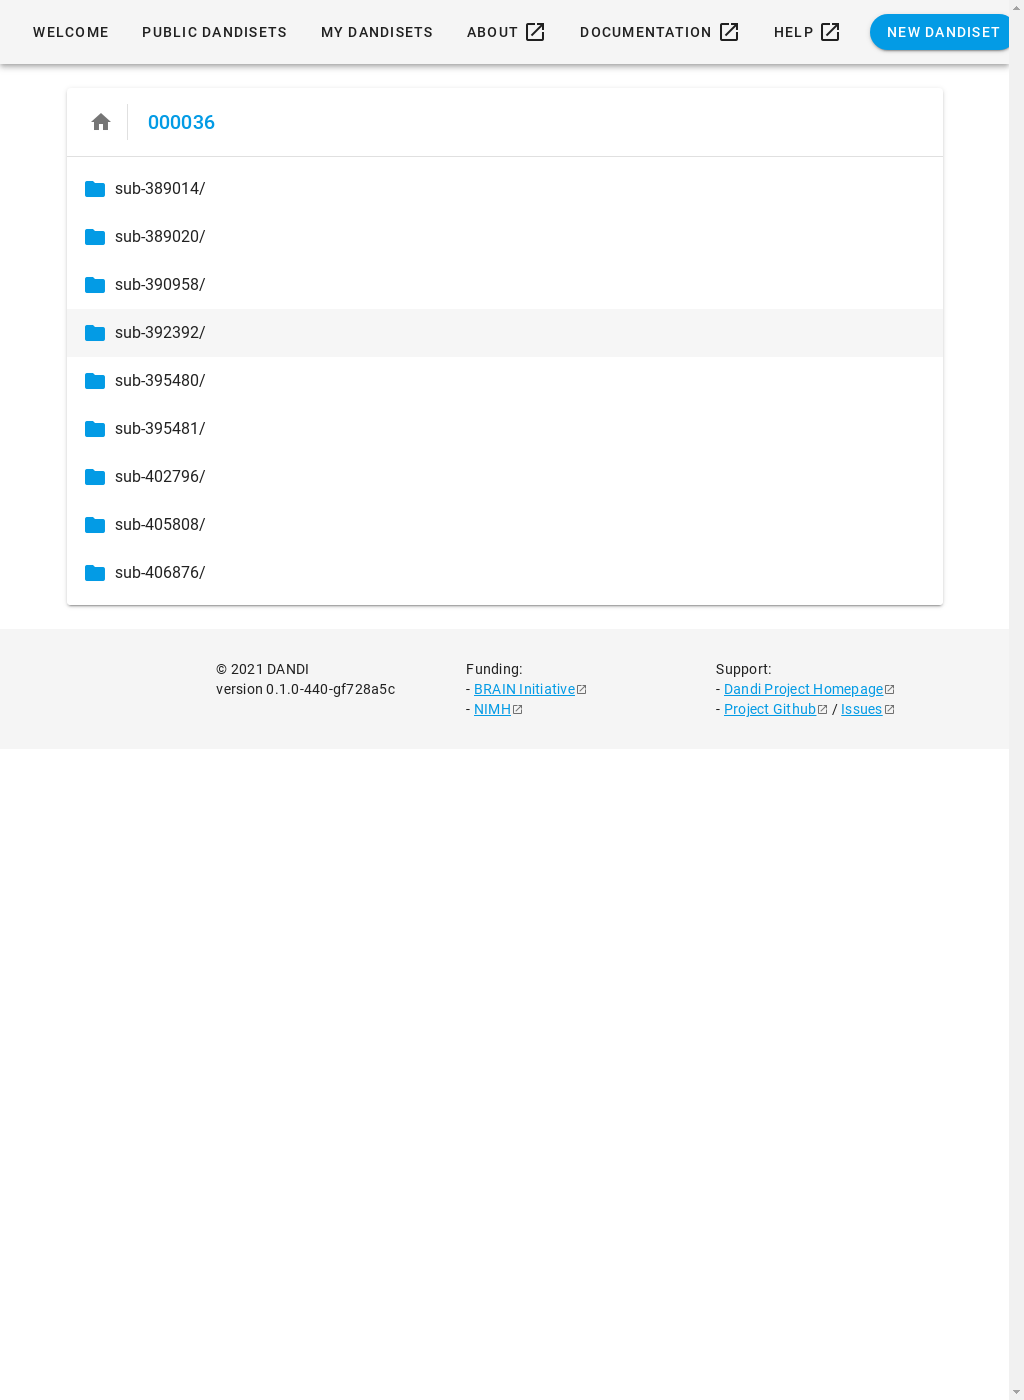 WELCOME PUBLIC DANDISETS MY DANDISETS ABOUT DOCUMENTATION HELP NEW DANDISET
000036
sub-389014/
sub-389020/
sub-390958/
sub-392392/
sub-395480/
sub-395481/
sub-402796/
sub-405808/
sub-406876/
© 2021 DANDI
version 0.1.0-440-gf728a5c
Funding:
- BRAIN Initiative
- NIMH
Support:
- Dandi Project Homepage
- Project Github / Issues